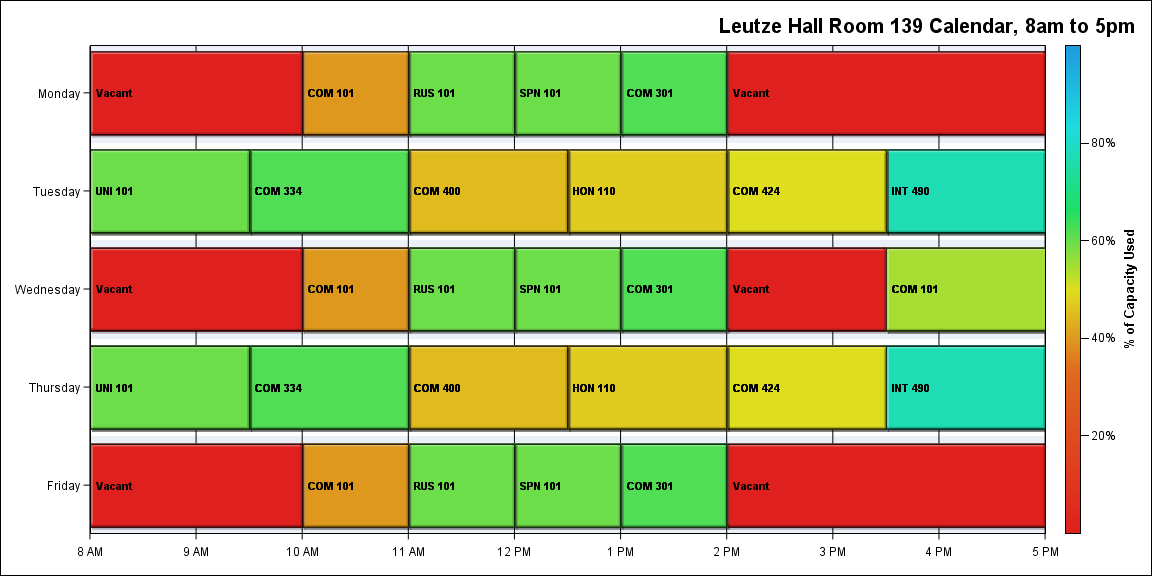 Leutze Hall Room 139 Calendar, 8am to 5pm
Monday
Vacant
COM 101
RUS 101
SPN 101
COM 301
Vacant
Tuesday
UNI 101
COM 334
COM 400
HON 110
COM 424
INT 490
Wednesday
Vacant
COM 101
RUS 101
SPN 101
COM 301
Vacant
COM 101
Thursday
UNI 101
COM 334
COM 400
HON 110
COM 424
INT 490
Friday
Vacant
COM 101
RUS 101
SPN 101
COM 301
Vacant
8 AM
9 AM
10 AM
11 AM
12 PM
1 PM
2 PM
3 PM
4 PM
5 PM
80%
60%
40%
20%
% of Capacity Used